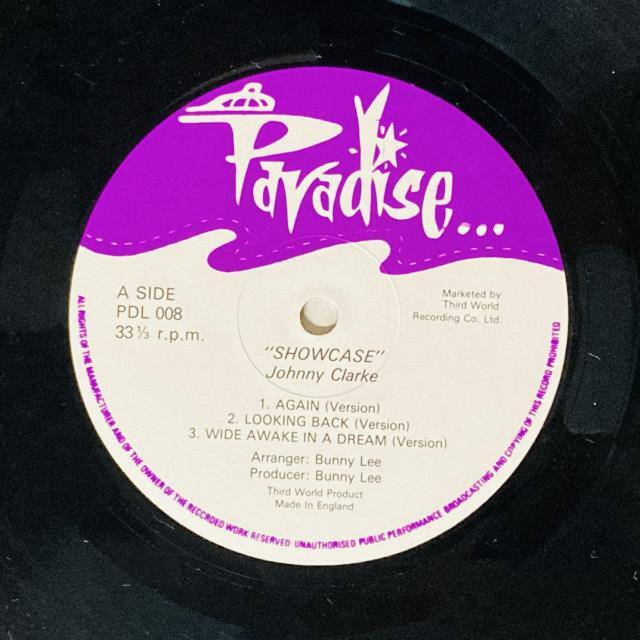 Paradise...
A SIDE
PDL 008
33 ⅓ r.p.m.
Marketed by
Third World
Recording Co. Ltd.
"SHOWCASE"
Johnny Clarke
1. AGAIN (Version)
2. LOOKING BACK (Version)
3. WIDE AWAKE IN A DREAM (Version)
Arranger: Bunny Lee
Producer: Bunny Lee
Third World Product
Made In England
ALL RIGHTS OF THE MANUFACTURER AND OF THE OWNER OF THE RECORDED WORK RESERVED · UNAUTHORISED PUBLIC PERFORMANCE BROADCASTING AND COPYING OF THIS RECORD PROHIBITED